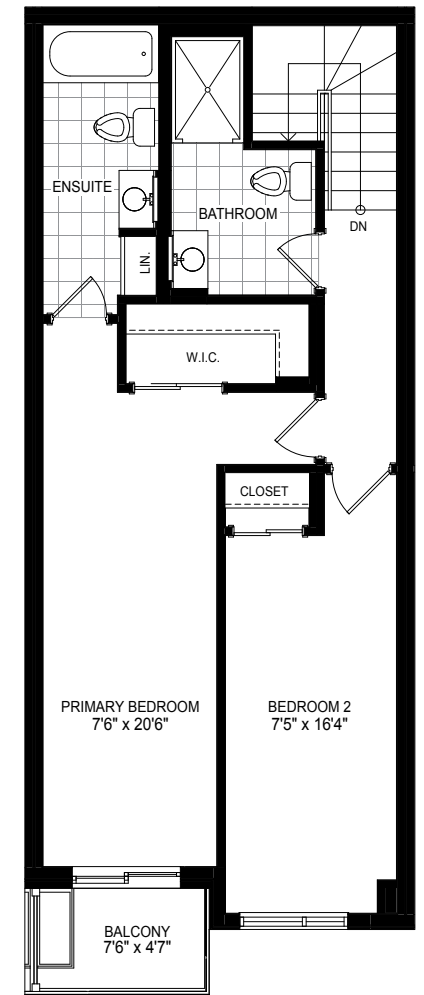 ENSUITE
BATHROOM
DN
LIN.
W.I.C.
CLOSET
PRIMARY BEDROOM
7'6" x 20'6"
BEDROOM 2
7'5" x 16'4"
BALCONY
7'6" x 4'7"